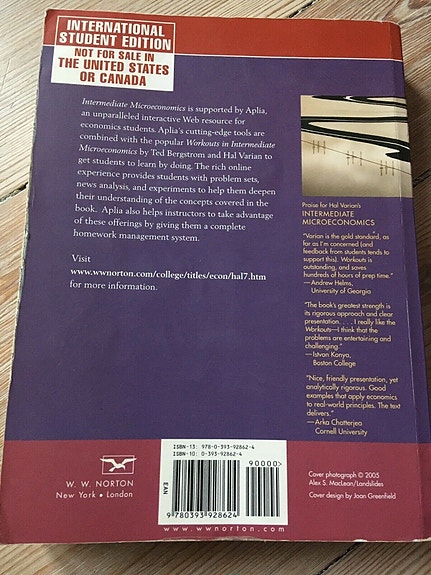 INTERNATIONAL
STUDENT EDITION
NOT FOR SALE IN
THE UNITED STATES
OR CANADA
Intermediate Microeconomics is supported by Aplia,
an unparalleled interactive Web resource for
economics students. Aplia's cutting-edge tools are
combined with the popular Workouts in Intermediate
Microeconomics by Ted Bergstrom and Hal Varian to
get students to learn by doing. The rich online
experience provides students with problem sets,
news analysis, and experiments to help them deepen
their understanding of the concepts covered in the
book. Aplia also helps instructors to take advantage
of these offerings by giving them a complete
homework management system.
Visit
www.wwnorton.com/college/titles/econ/hal7.htm
for more information.
Praise for Hal Varian's
INTERMEDIATE
MICROECONOMICS
"Varian is the gold standard, as
far as I'm concerned (and
feedback from students tends to
support this). Workouts is
outstanding, and saves
hundreds of hours of prep time."
—Andrew Helms,
University of Georgia
"The book's greatest strength is
its rigorous approach and clear
presentation. . . . I really like the
Workouts—I think that the
problems are entertaining and
challenging."
—Istvan Konya,
Boston College
"Nice, friendly presentation, yet
analytically rigorous. Good
examples that apply economics
to real-world principles. The text
delivers."
—Arka Chatterjea
Cornell University
W. W. NORTON
New York • London
ISBN-13: 978-0-393-92862-4
ISBN-10: 0-393-92862-4
90000>
EAN
9 780393 928624
www.wwnorton.com
Cover photograph © 2005
Alex S. MacLean/Landslides
Cover design by Joan Greenfield